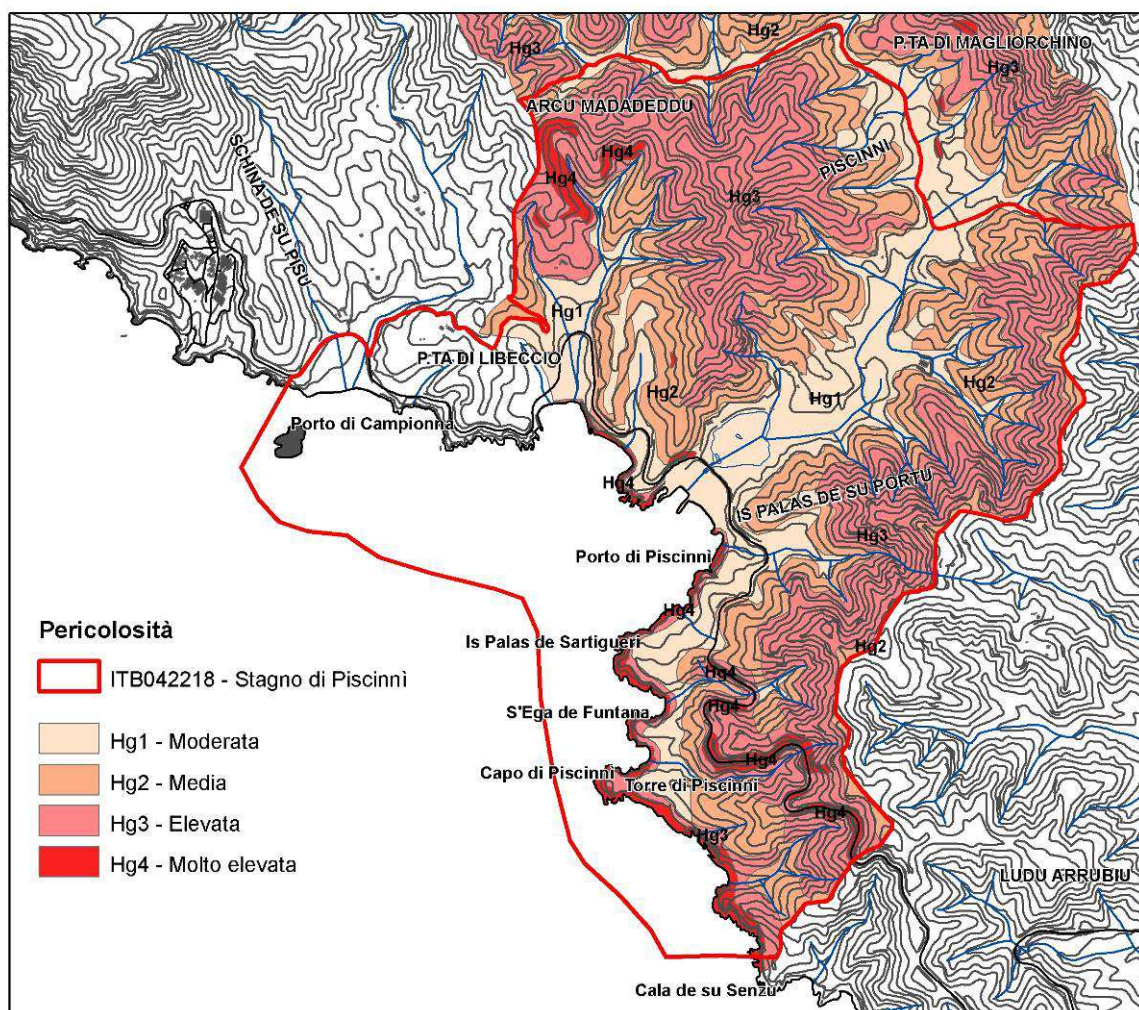 Hg2
P.TA DI MAGLIORCHINO
Hg3
Hg3
ARCU MADADEDDU
Hg4
PISCINNI
Hg4
Hg3
SCHINA DE SU PISU
Hg1
P.TA DI LIBECCIO
Hg2
Hg2
Hg1
Porto di Campionna
IS PALAS DE SU PORTU
Hg4
Hg3
Porto di Piscinnì
Hg4
Pericolosità
Is Palas de Sartigueri
Hg2
ITB042218 - Stagno di Piscinnì
Hg4
S'Ega de Funtana
Hg4
Hg1 - Moderata
Hg4
Capo di Piscinnì
Torre di Piscinni
Hg2 - Media
Hg4
Hg3 - Elevata
Hg3
Hg4 - Molto elevata
LUDU ARRUBIU
Cala de su Senzu